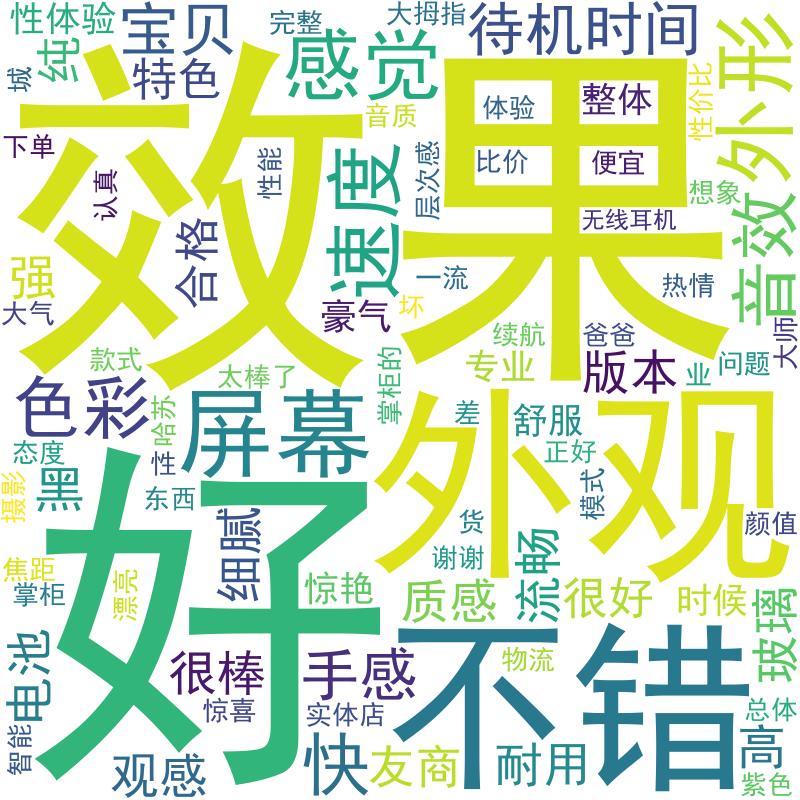 性体验
宝贝
完整
大拇指
待机时间
外形
城
纯
特色
感觉
音质
体验
整体
性价比
效果
下单
认真
性能
速度
层次感
比价
便宜
想象
无线耳机
音效
强
合格
一流
热情
大气
豪气
坏
续航
爸爸
大师
款式
太棒了
掌柜的
专业
版本
业
问题
色彩
哈苏
屏幕
外观
差
舒服
正好
态度
性
黑
东西
模式
摄影
好
细腻
货
颜值
谢谢
流畅
焦距
掌柜
漂亮
惊艳
质感
很好
时候
玻璃
电池
很棒
手感
不错
物流
惊喜
实体店
总体
智能
观感
快
友商
耐用
高
紫色